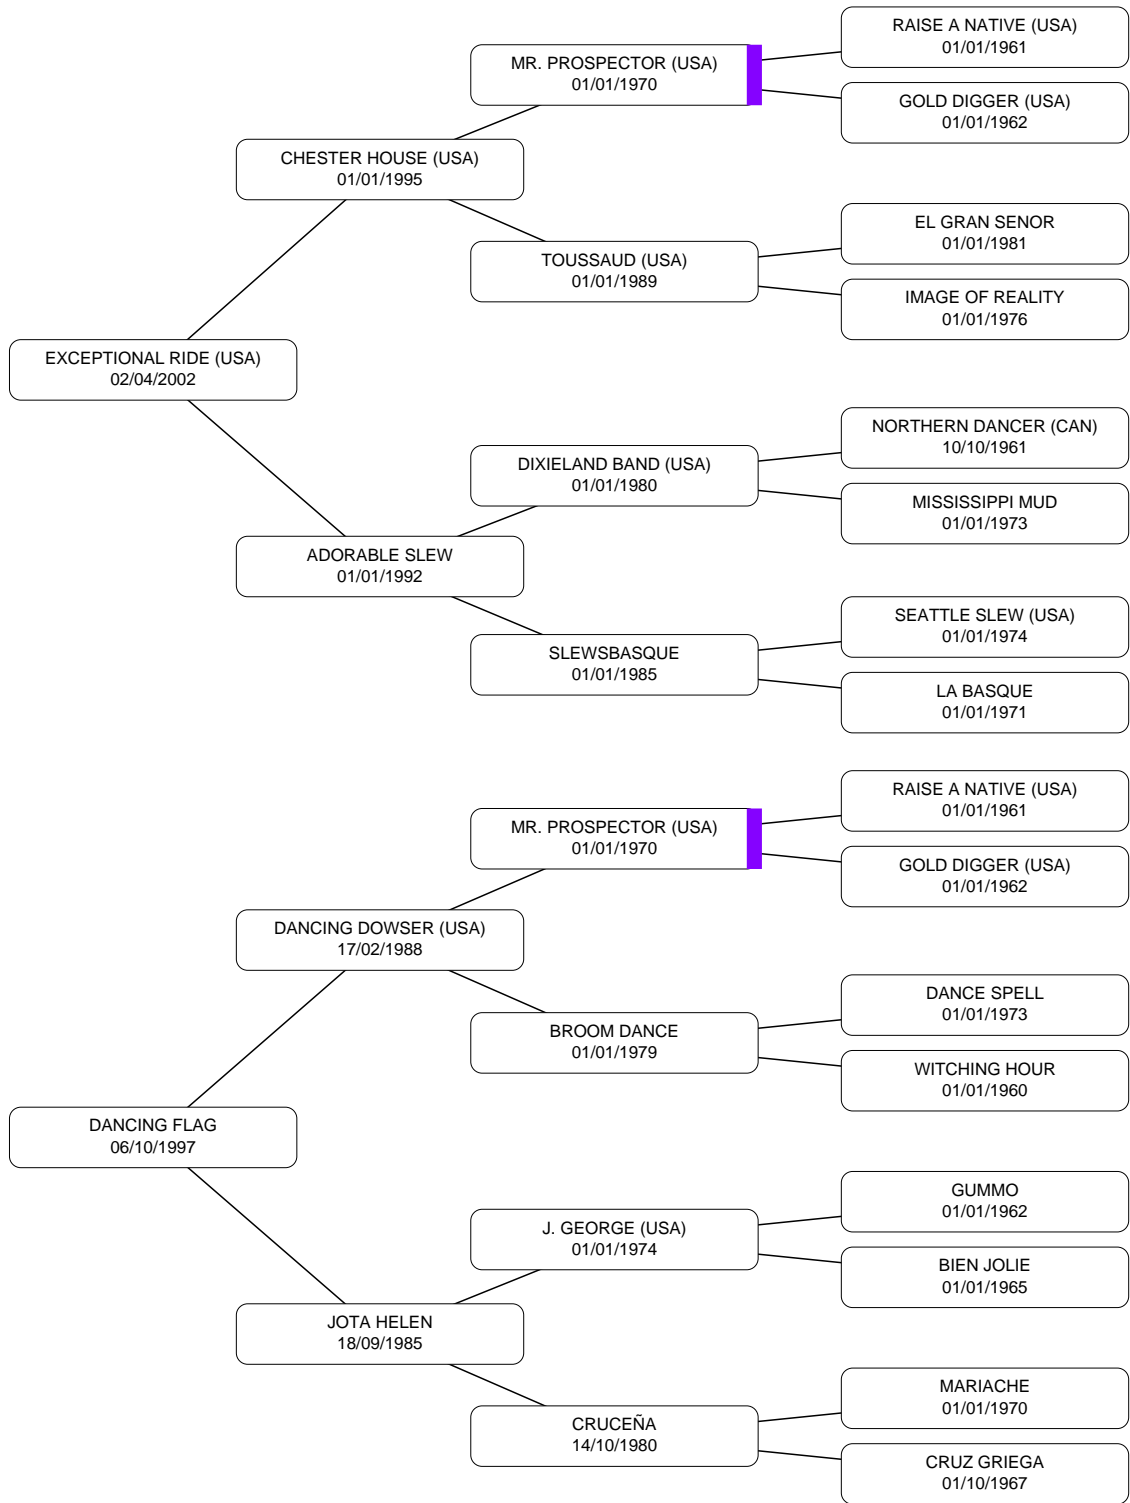 RAISE A NATIVE (USA)
01/01/1961
MR. PROSPECTOR (USA)
01/01/1970
GOLD DIGGER (USA)
01/01/1962
CHESTER HOUSE (USA)
01/01/1995
EL GRAN SENOR
01/01/1981
TOUSSAUD (USA)
01/01/1989
IMAGE OF REALITY
01/01/1976
EXCEPTIONAL RIDE (USA)
02/04/2002
NORTHERN DANCER (CAN)
10/10/1961
DIXIELAND BAND (USA)
01/01/1980
MISSISSIPPI MUD
01/01/1973
ADORABLE SLEW
01/01/1992
SEATTLE SLEW (USA)
01/01/1974
SLEWSBASQUE
01/01/1985
LA BASQUE
01/01/1971
RAISE A NATIVE (USA)
01/01/1961
MR. PROSPECTOR (USA)
01/01/1970
GOLD DIGGER (USA)
01/01/1962
DANCING DOWSER (USA)
17/02/1988
DANCE SPELL
01/01/1973
BROOM DANCE
01/01/1979
WITCHING HOUR
01/01/1960
DANCING FLAG
06/10/1997
GUMMO
01/01/1962
J. GEORGE (USA)
01/01/1974
BIEN JOLIE
01/01/1965
JOTA HELEN
18/09/1985
MARIACHE
01/01/1970
CRUCEÑA
14/10/1980
CRUZ GRIEGA
01/10/1967